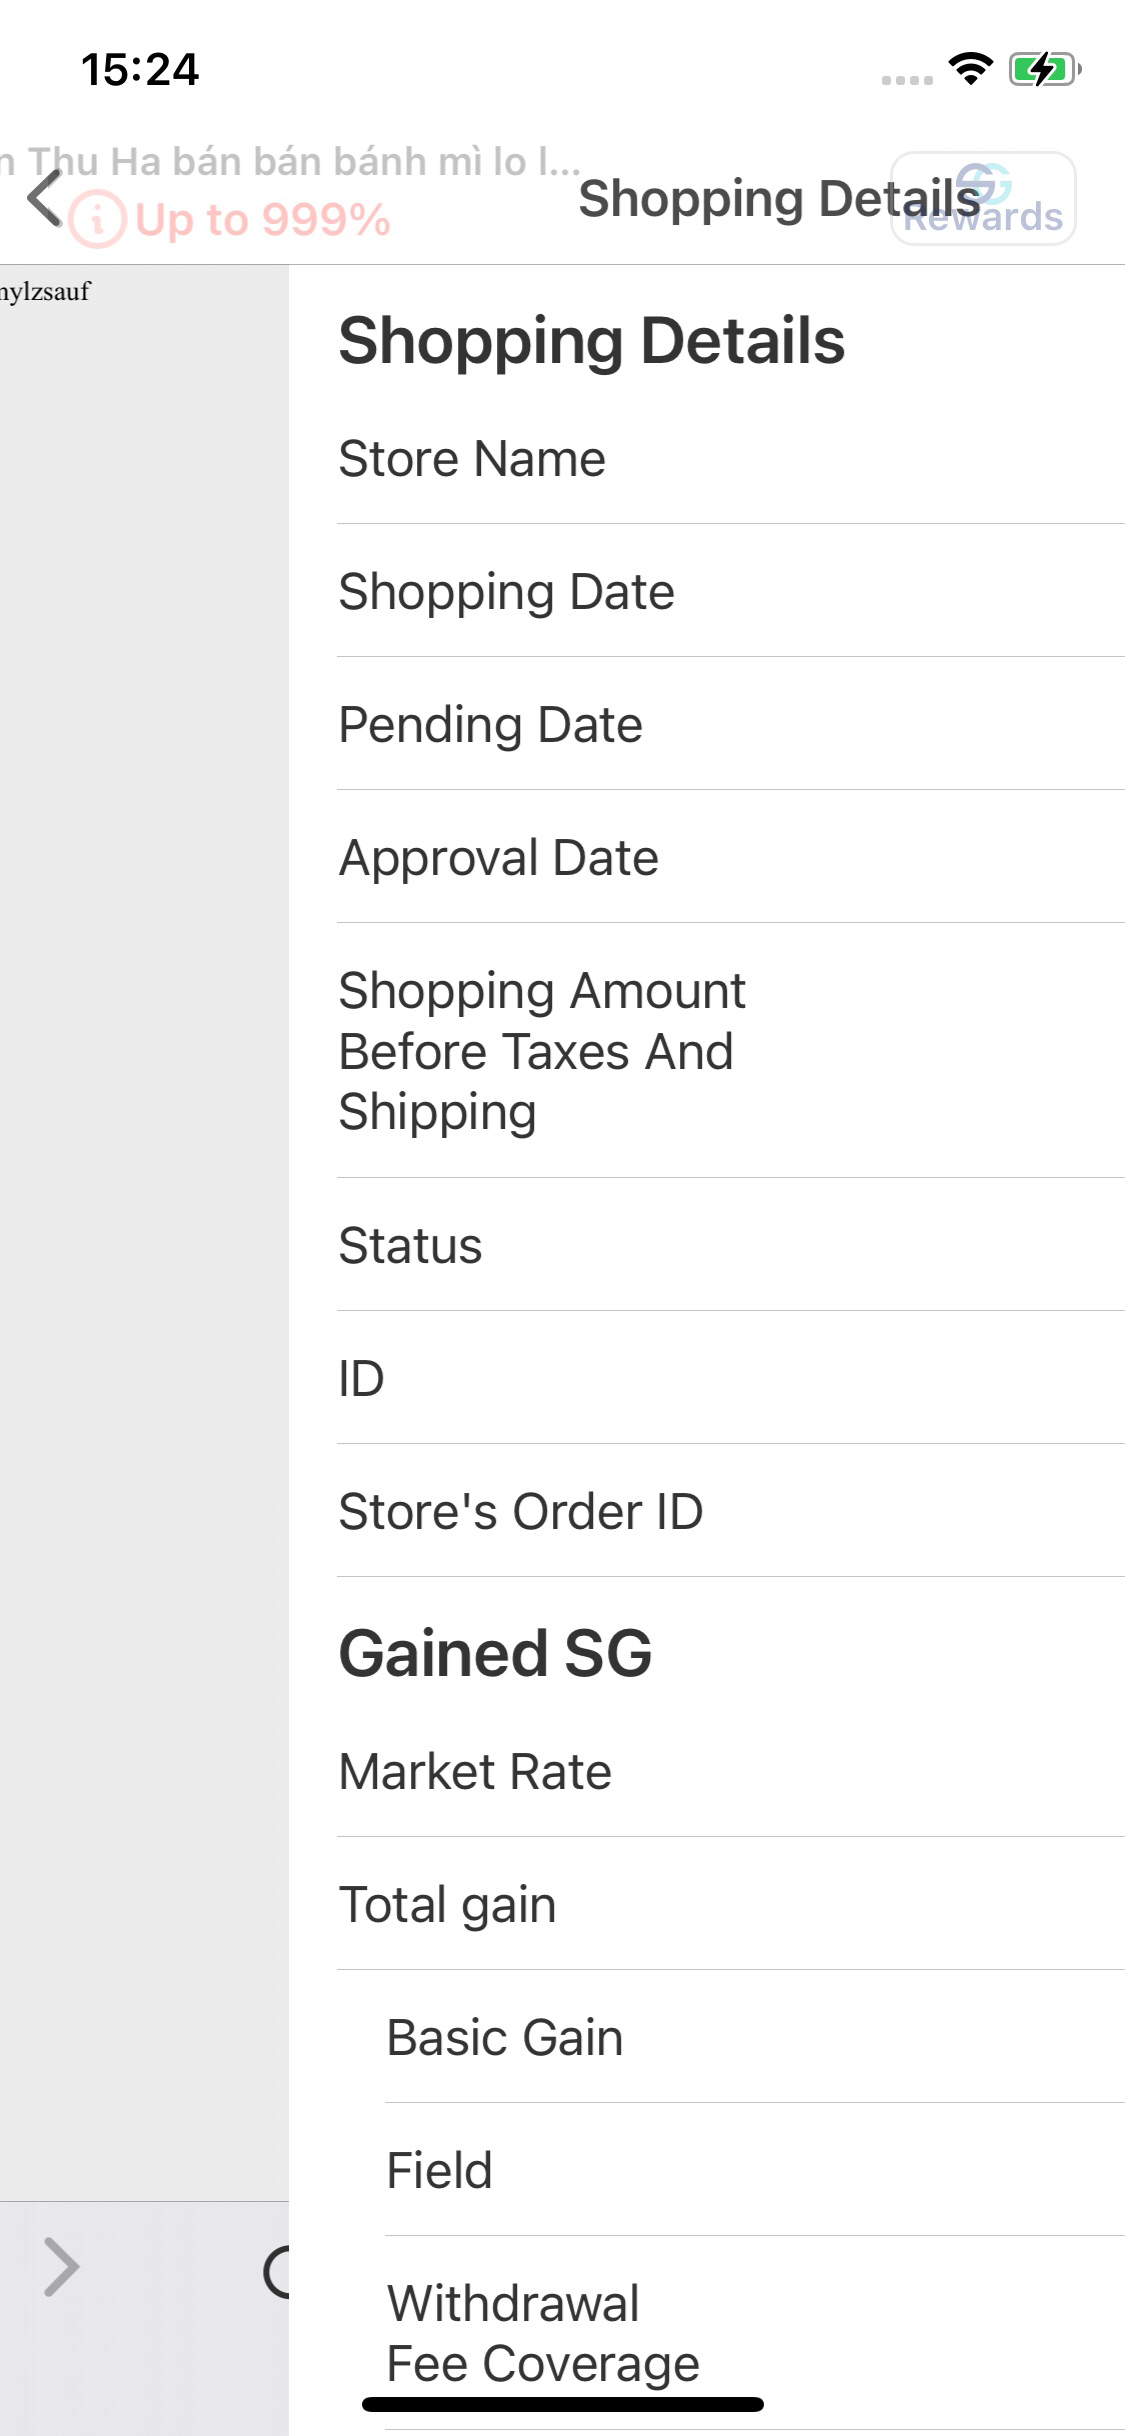 15:24
n Thu Ha bán bán bánh mì lo l...
Up to 999%
Shopping Details
SG
Rewards
nylzsauf
Shopping Details
Store Name
Shopping Date
Pending Date
Approval Date
Shopping Amount
Before Taxes And
Shipping
Status
ID
Store's Order ID
Gained SG
Market Rate
Total gain
Basic Gain
Field
Withdrawal
Fee Coverage